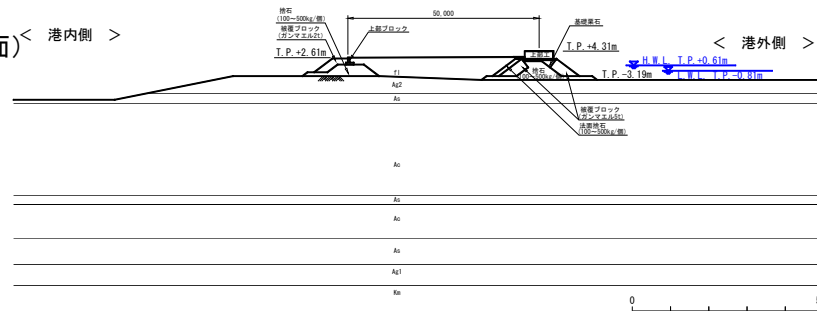 面)
< 港内側 >
捨石
(100~500kg/個)
被覆ブロック
(ガンマエル2t)
T.P.+2.61m
上部ブロック
50,000
上部工
基礎栗石
T.P.+4.31m
< 港外側 >
H.W.L. T.P.+0.61m
L.W.L. T.P.-0.81m
T.P.-3.19m
捨石
(100~500kg/個)
被覆ブロック
(ガンマエル6t)
法面捨石
(100~500kg/個)
f1
Ag2
As
Ac
As
Ac
As
Ag1
Km
0
5